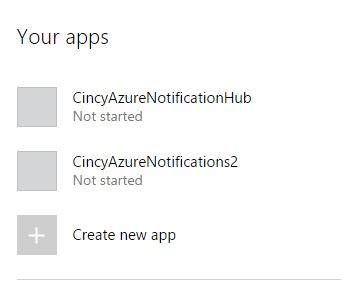 Your apps
CincyAzureNotificationHub
Not started
CincyAzureNotifications2
Not started
Create new app